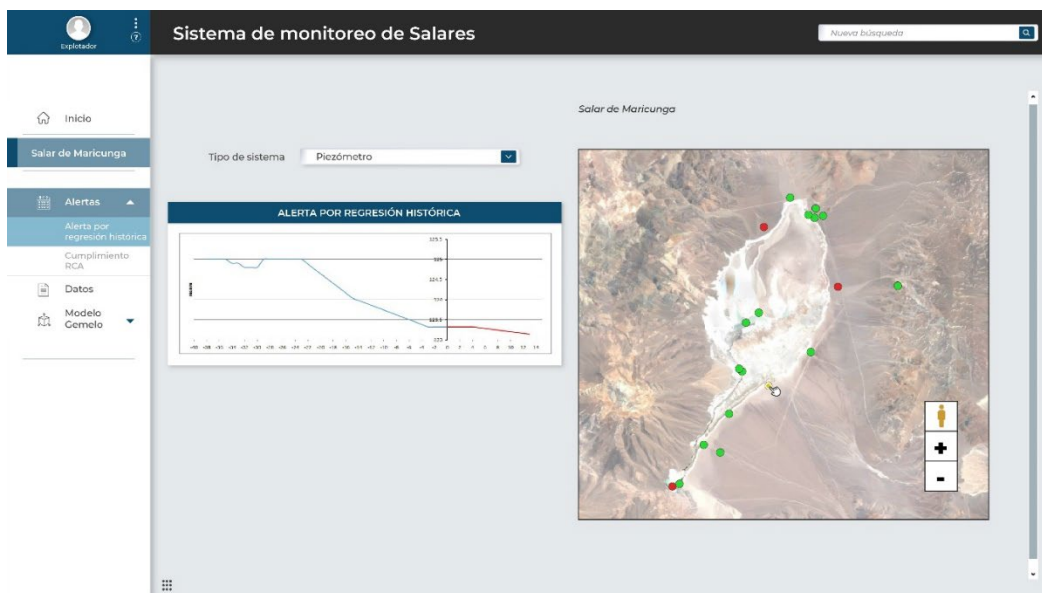 Explotador
Sistema de monitoreo de Salares
Nueva búsqueda
Inicio
Salar de Maricunga
Alertas
Alerta por
regresión histórica
Cumplimiento
RCA
Datos
Modelo
Gemelo
Tipo de sistema
Piezómetro
ALERTA POR REGRESIÓN HISTÓRICA
Salar de Maricunga
+
-